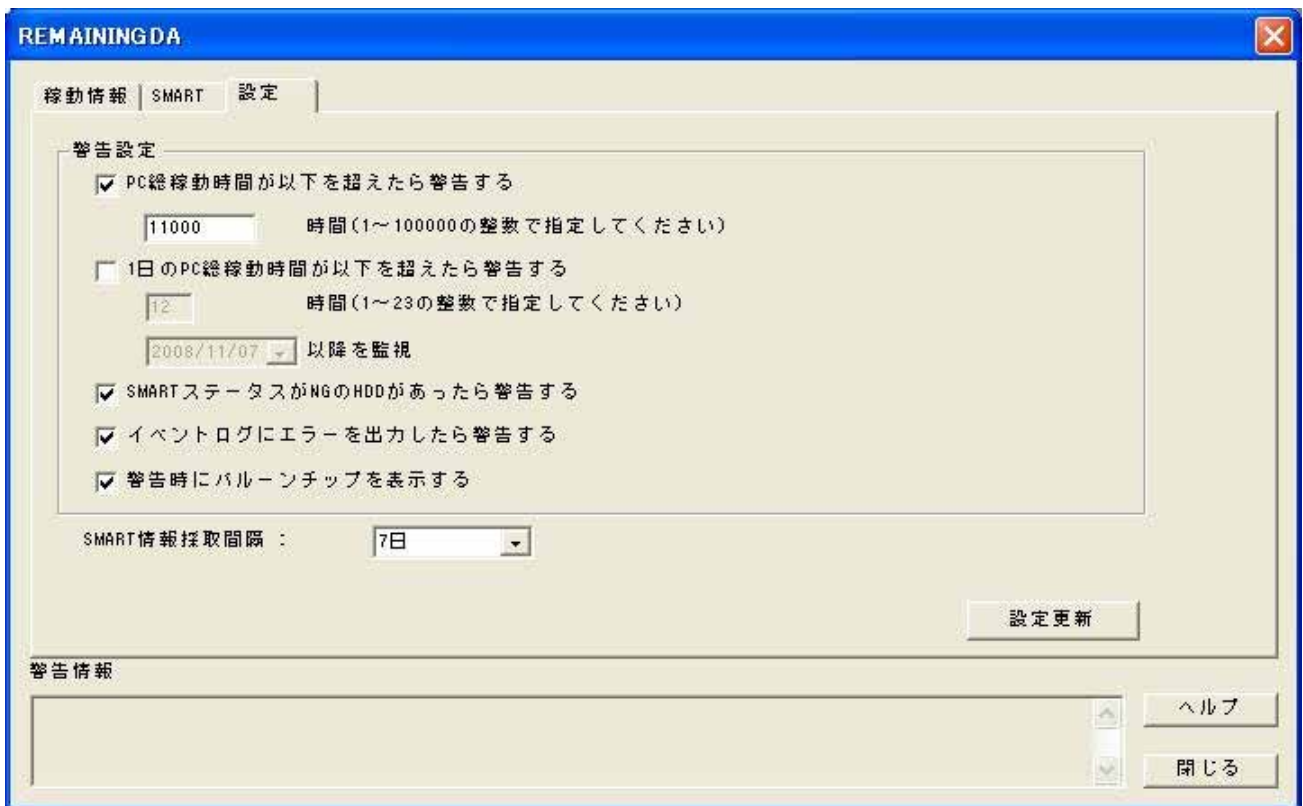 REMAININGDA
稼動情報 SMART 設定
警告設定
PC総稼動時間が以下を超えたら警告する
11000 時間(1～100000の整数で指定してください)
1日のPC総稼動時間が以下を超えたら警告する
12 時間(1～23の整数で指定してください)
2008/11/07 以降を監視
SMARTステータスがNGのHDDがあったら警告する
イベントログにエラーを出力したら警告する
警告時にバルーンチップを表示する
SMART情報採取間隔 : 7日
設定更新
警告情報
ヘルプ
閉じる